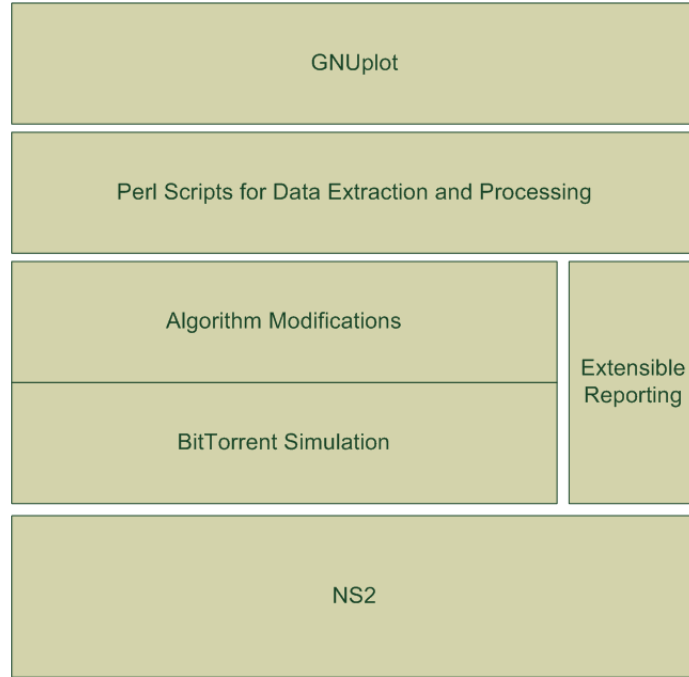 GNUplot
Perl Scripts for Data Extraction and Processing
Algorithm Modifications
Extensible
Reporting
BitTorrent Simulation
NS2